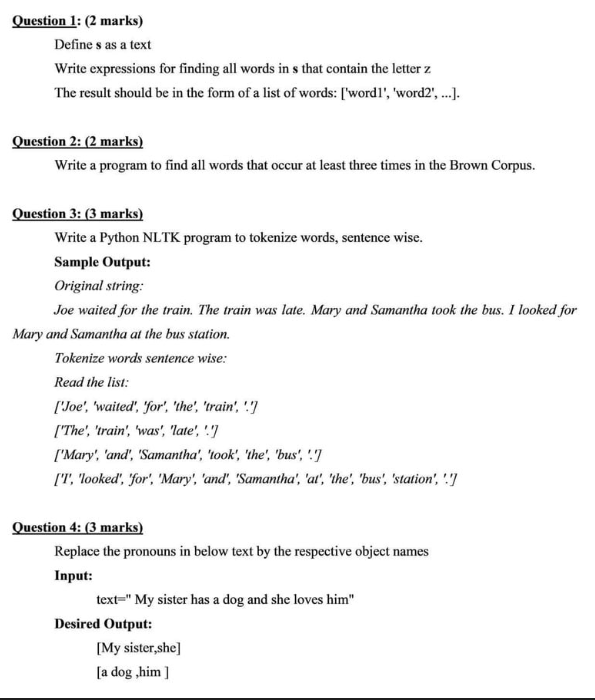 Question 1: (2 marks)
Define s as a text
Write expressions for finding all words in s that contain the letter z
The result should be in the form of a list of words: ['word1', 'word2', ...].
Question 2: (2 marks)
Write a program to find all words that occur at least three times in the Brown Corpus.
Question 3: (3 marks)
Write a Python NLTK program to tokenize words, sentence wise.
Sample Output:
Original string:
Joe waited for the train. The train was late. Mary and Samantha took the bus. I looked for
Mary and Samantha at the bus station.
Tokenize words sentence wise:
Read the list:
['Joe', 'waited', 'for', 'the', 'train', '.']
['The', 'train', 'was', 'late', '.']
['Mary', 'and', 'Samantha', 'took', 'the', 'bus', '.']
['I', 'looked', 'for', 'Mary', 'and', 'Samantha', 'at', 'the', 'bus', 'station', '.']
Question 4: (3 marks)
Replace the pronouns in below text by the respective object names
Input:
text=" My sister has a dog and she loves him"
Desired Output:
[My sister,she]
[a dog ,him ]